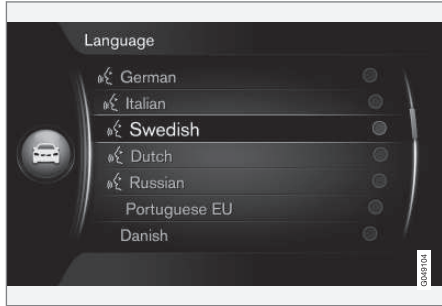 Language
German
Italian
Swedish
Dutch
Russian
Portuguese EU
Danish
G049104